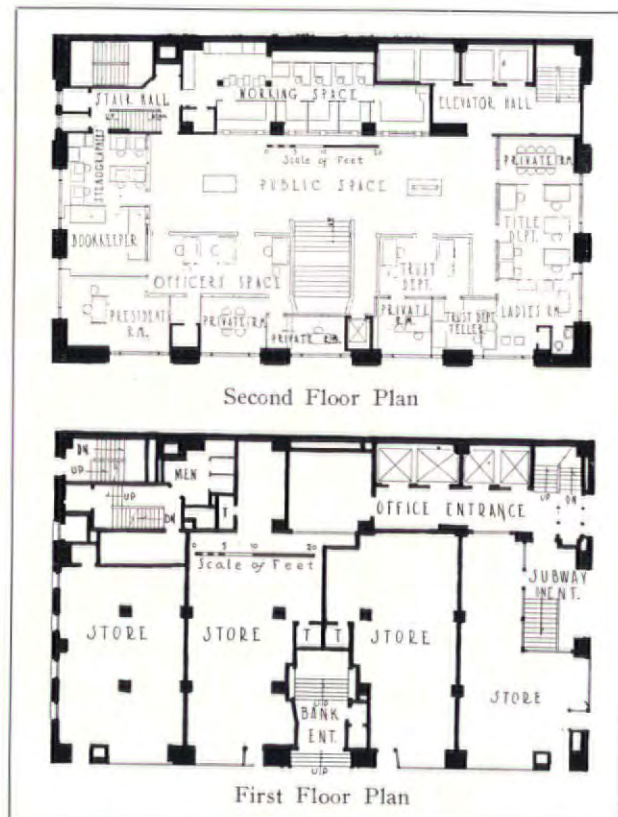 STAIR HALL
UP
WORKING SPACE
ELEVATOR HALL
STENOGRAPHERS
Scale of Feet
PUBLIC SPACE
PRIVATE RM.
TITLE
DEPT.
BOOKKEEPER
OFFICERS SPACE
TRUST
DEPT.
PRESIDENT'S
RM.
PRIVATE RM.
PRIVATE RM.
PRIVATE
RM.
TRUST DEPT.
TELLER
LADIES RM.
Second Floor Plan
DN
UP
MEN
UP
DN
T
OFFICE ENTRANCE
UP
DN
0 5 10 20
Scale of Feet
SUBWAY
ENT.
STORE
STORE
T T
STORE
STORE
UP
BANK
ENT.
UP
First Floor Plan